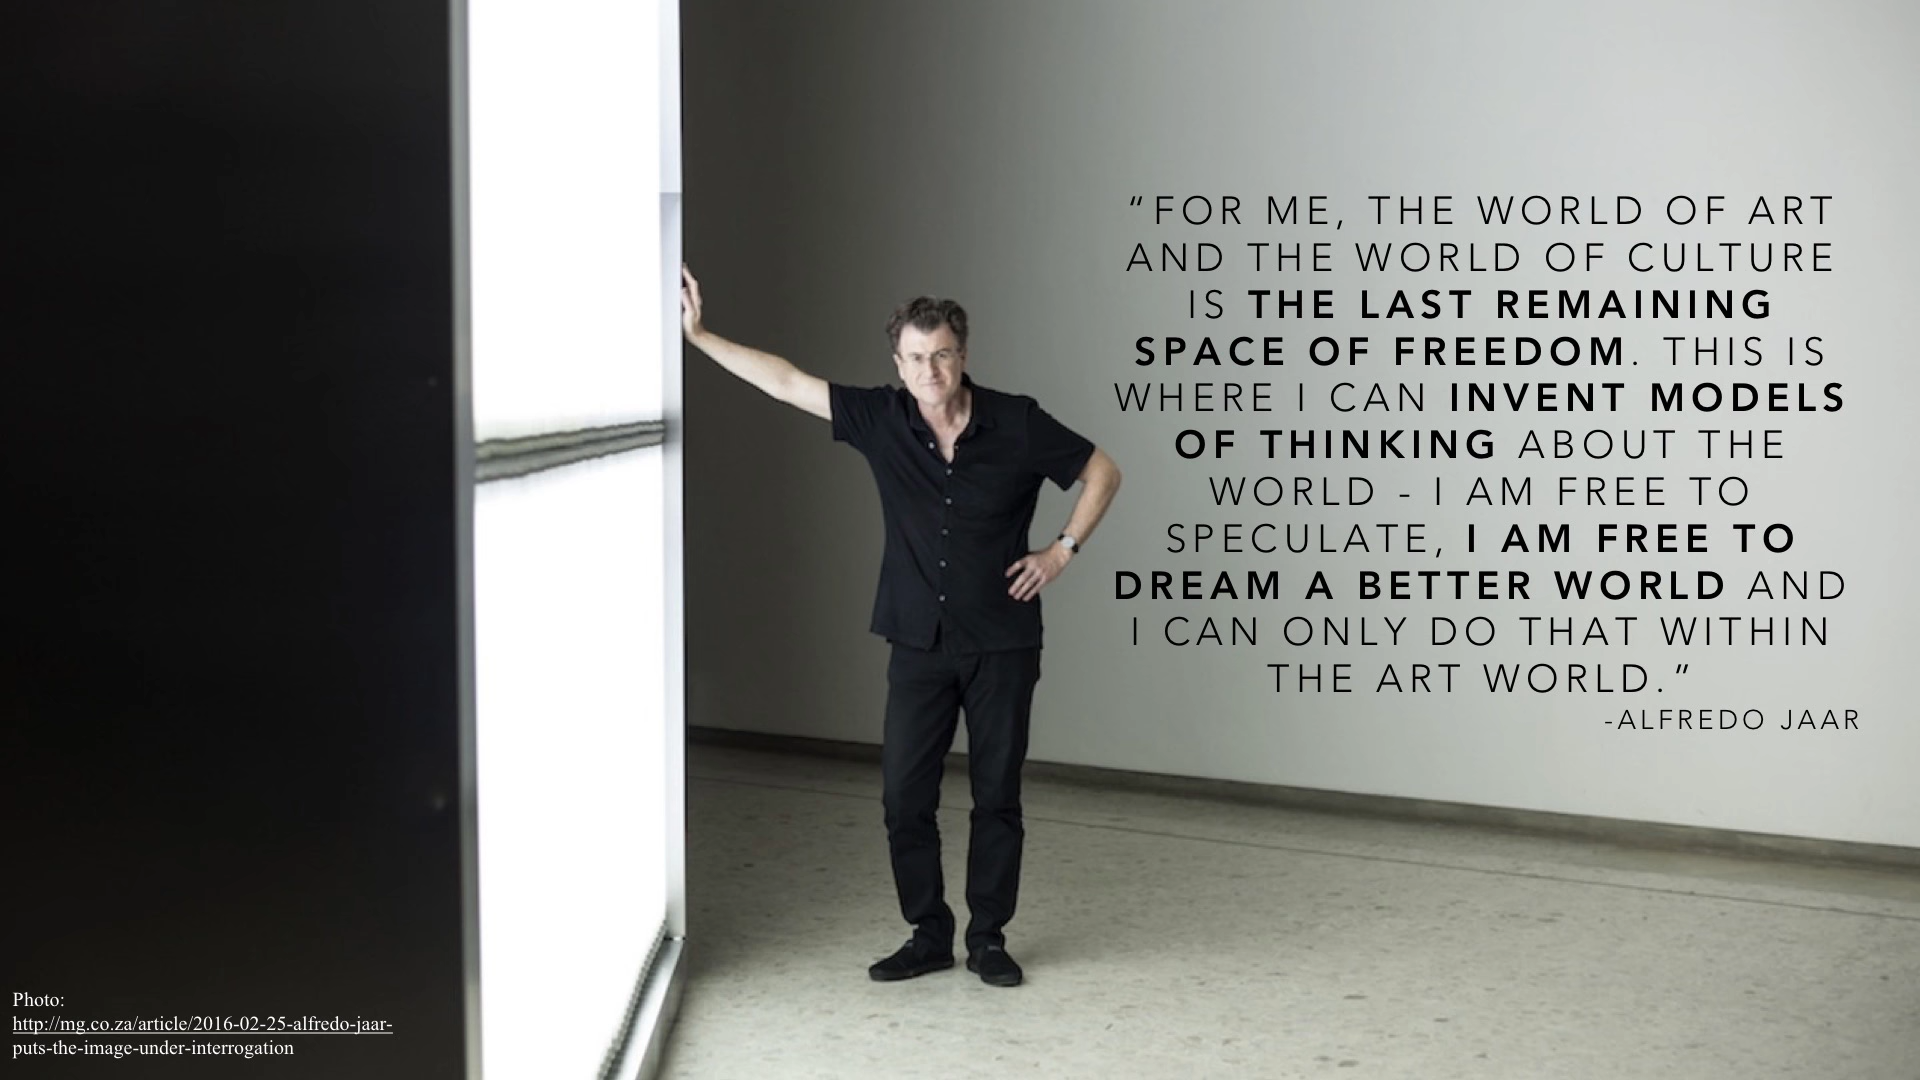 “FOR ME, THE WORLD OF ART
AND THE WORLD OF CULTURE
IS THE LAST REMAINING
SPACE OF FREEDOM. THIS IS
WHERE I CAN INVENT MODELS
OF THINKING ABOUT THE
WORLD - I AM FREE TO
SPECULATE, I AM FREE TO
DREAM A BETTER WORLD AND
I CAN ONLY DO THAT WITHIN
THE ART WORLD.”
-ALFREDO JAAR
Photo:
http://mg.co.za/article/2016-02-25-alfredo-jaar-
puts-the-image-under-interrogation